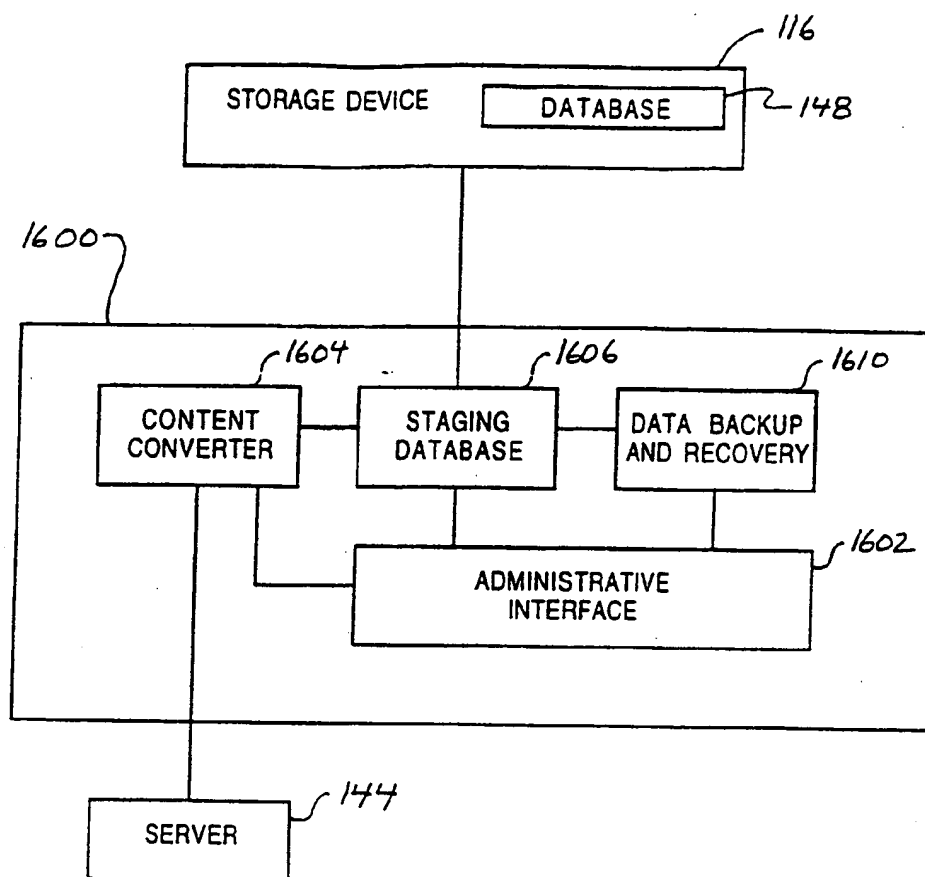 116
STORAGE DEVICE
DATABASE
148
1600
1604
1606
1610
CONTENT
CONVERTER
STAGING
DATABASE
DATA BACKUP
AND RECOVERY
1602
ADMINISTRATIVE
INTERFACE
144
SERVER